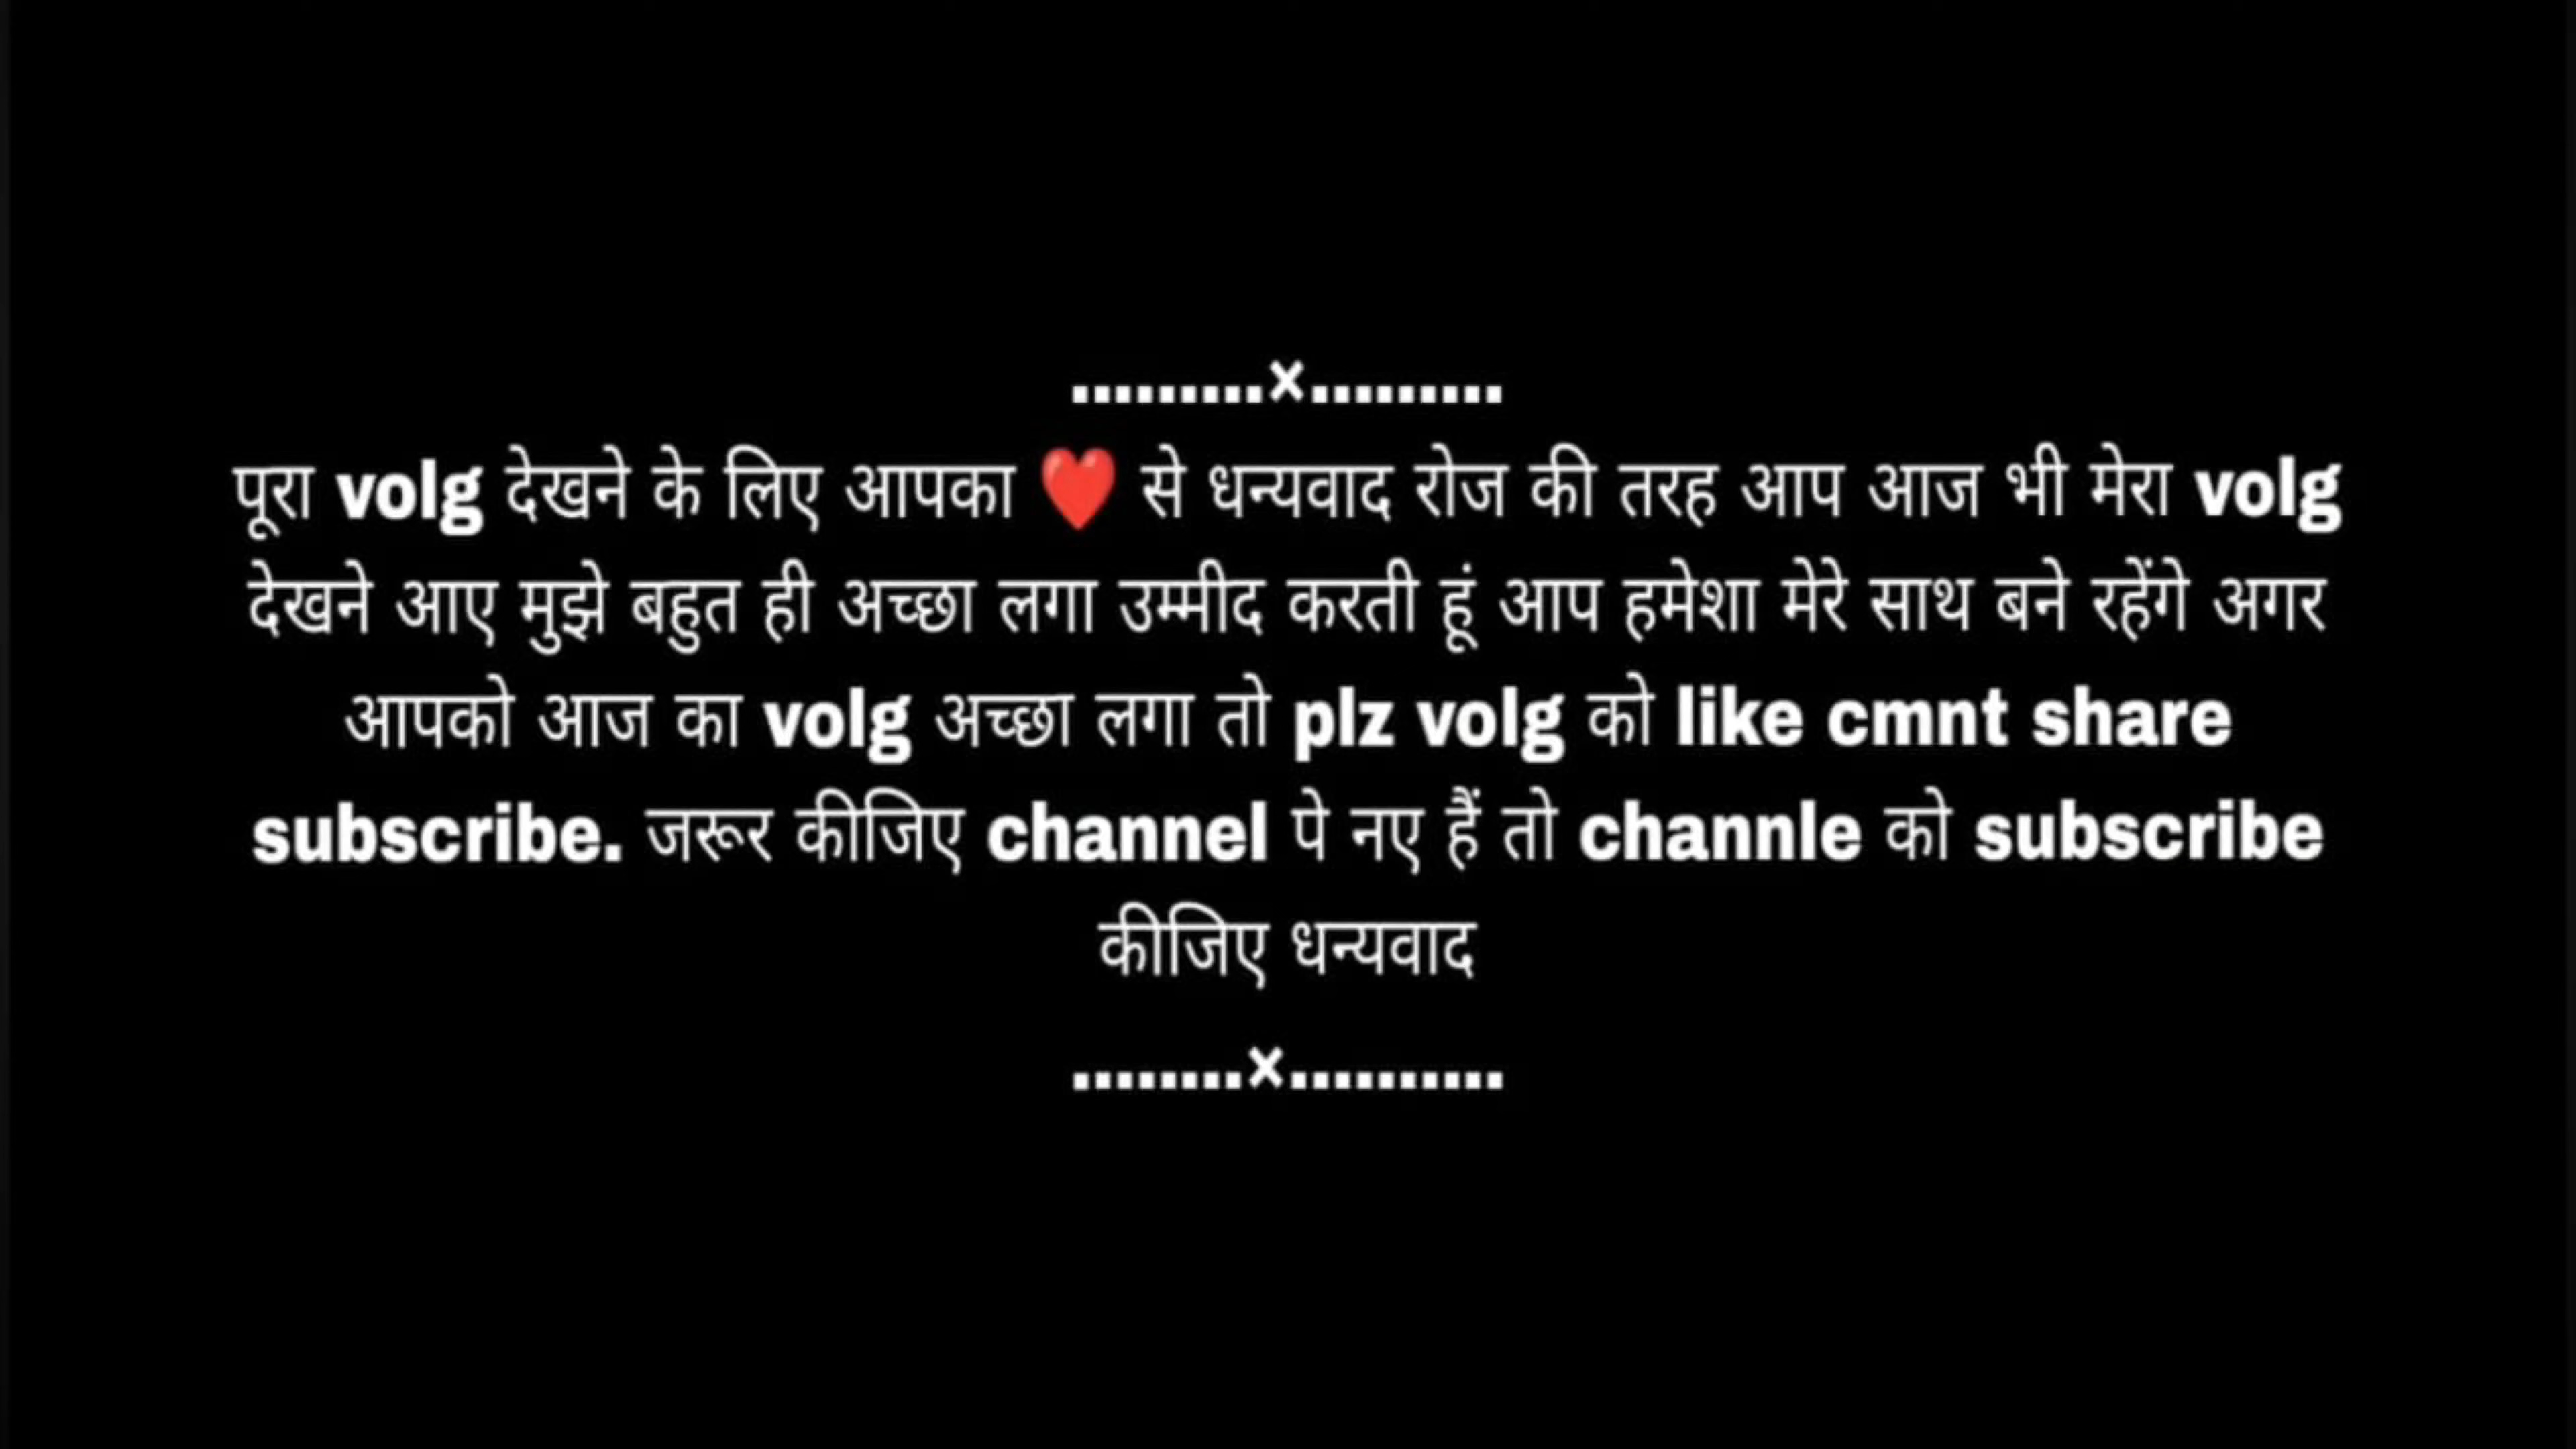 .........×.........
पूरा volg देखने के लिए आपका ❤️ से धन्यवाद रोज की तरह आप आज भी मेरा volg
देखने आए मुझे बहुत ही अच्छा लगा उम्मीद करती हूं आप हमेशा मेरे साथ बने रहेंगे अगर
आपको आज का volg अच्छा लगा तो plz volg को like cmnt share
subscribe. जरूर कीजिए channel पे नए हैं तो channle को subscribe
कीजिए धन्यवाद
........×..........